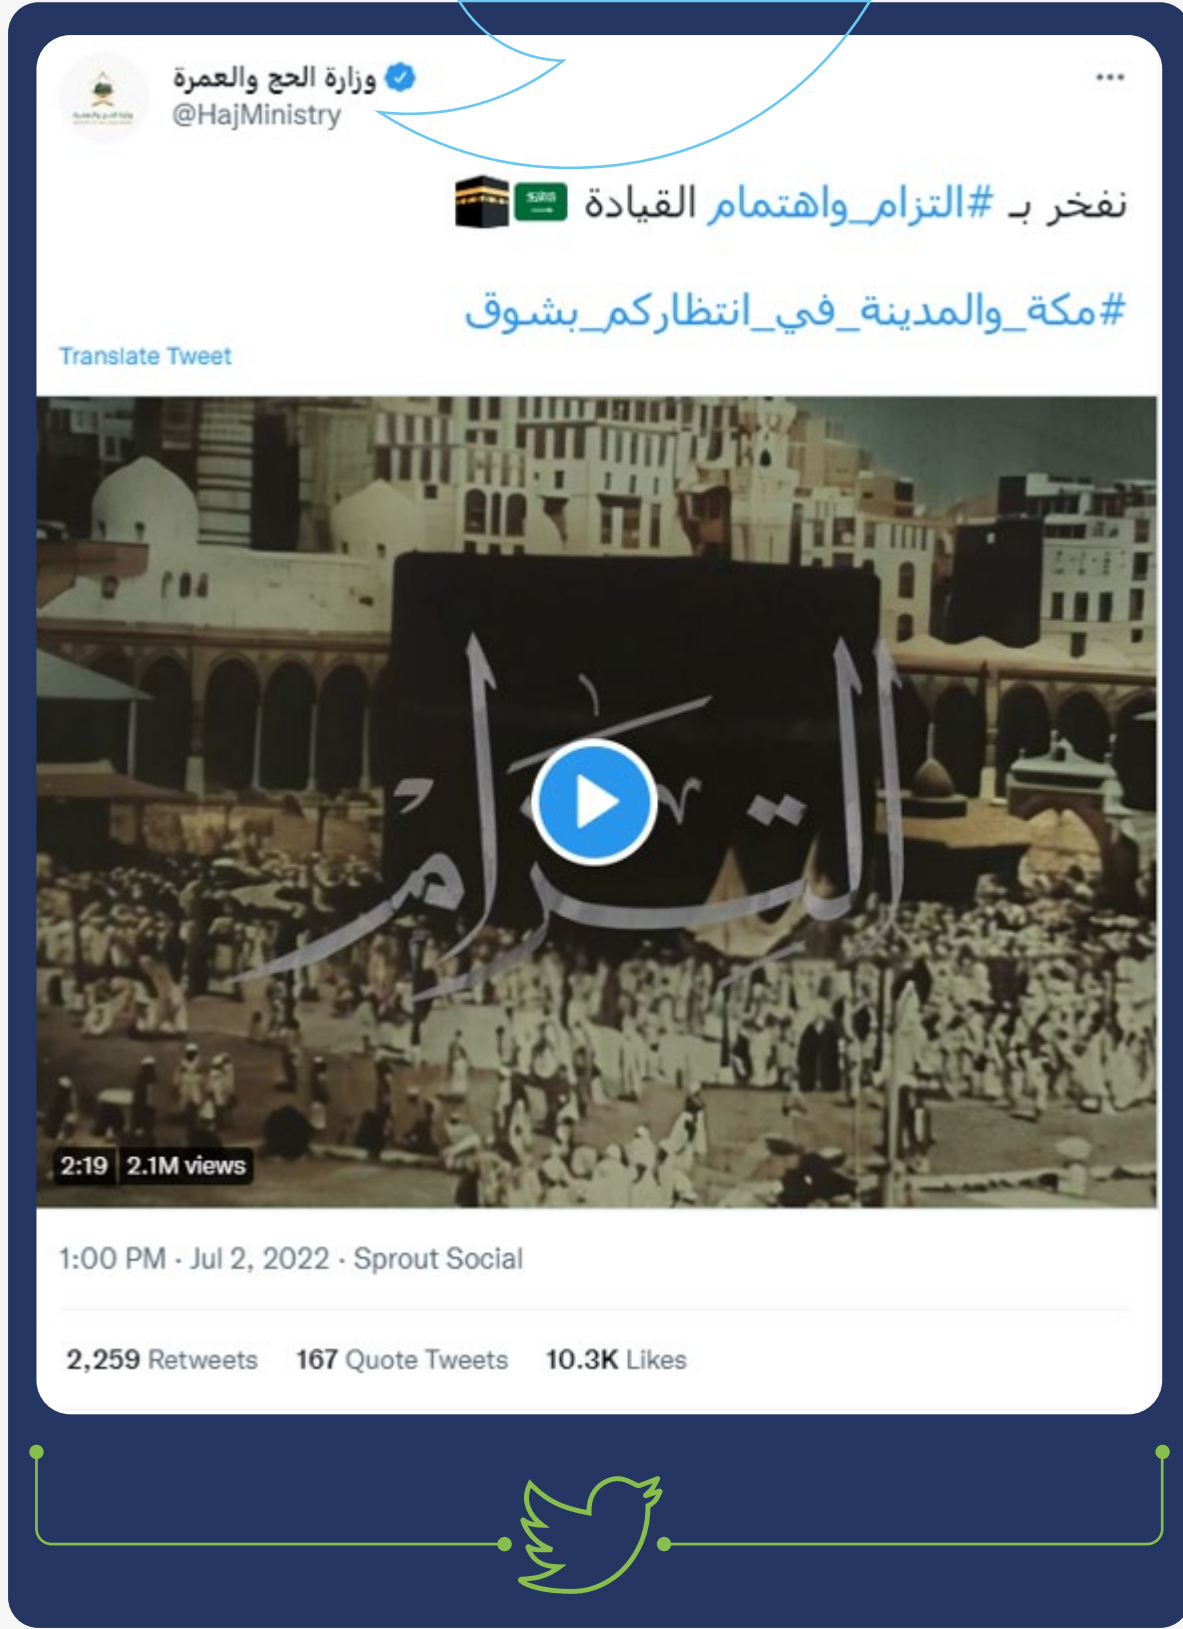 وزارة الحج والعمرة
@HajMinistry
نفخر بـ #التزام_واهتمام القيادة
#مكة_والمدينة_في_انتظاركم_بشوق
Translate Tweet
التزام
2:19 2.1M views
1:00 PM · Jul 2, 2022 · Sprout Social
2,259 Retweets 167 Quote Tweets 10.3K Likes